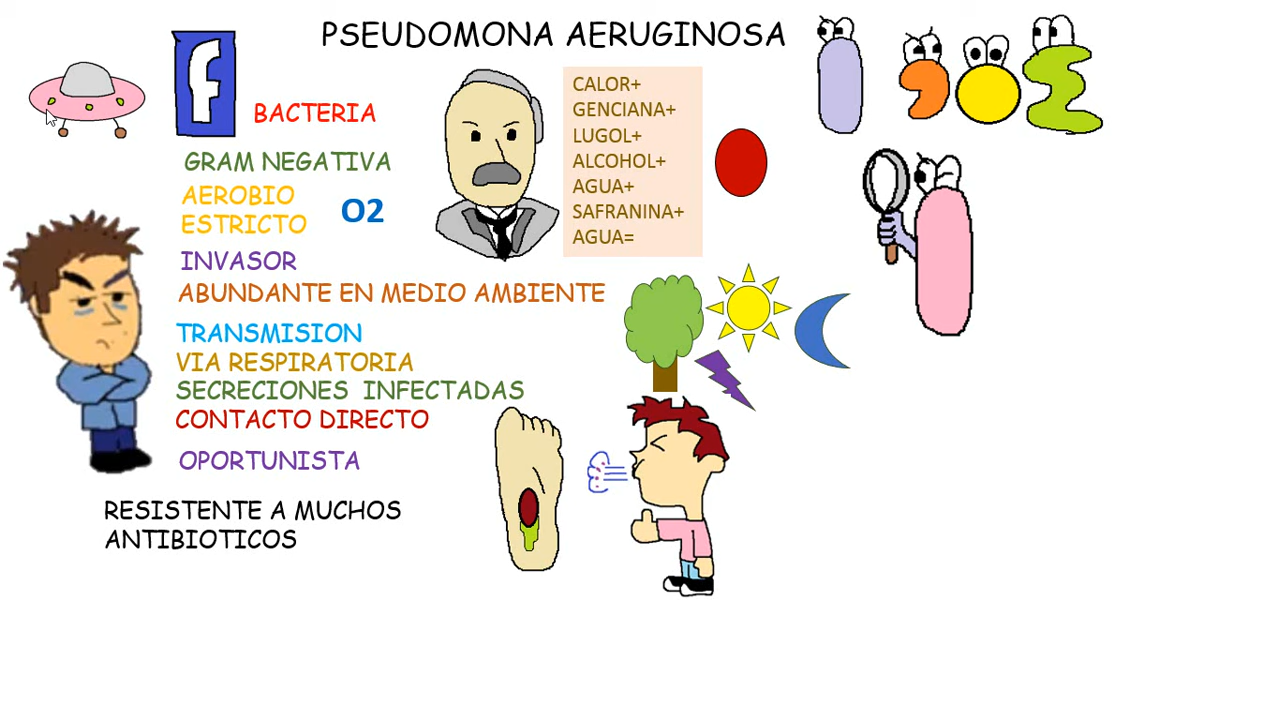 PSEUDOMONA AERUGINOSA
f
BACTERIA
GRAM NEGATIVA
AEROBIO
ESTRICTO
O2
INVASOR
ABUNDANTE EN MEDIO AMBIENTE
TRANSMISION
VIA RESPIRATORIA
SECRECIONES INFECTADAS
CONTACTO DIRECTO
OPORTUNISTA
RESISTENTE A MUCHOS
ANTIBIOTICOS
CALOR+
GENCIANA+
LUGOL+
ALCOHOL+
AGUA+
SAFRANINA+
AGUA=